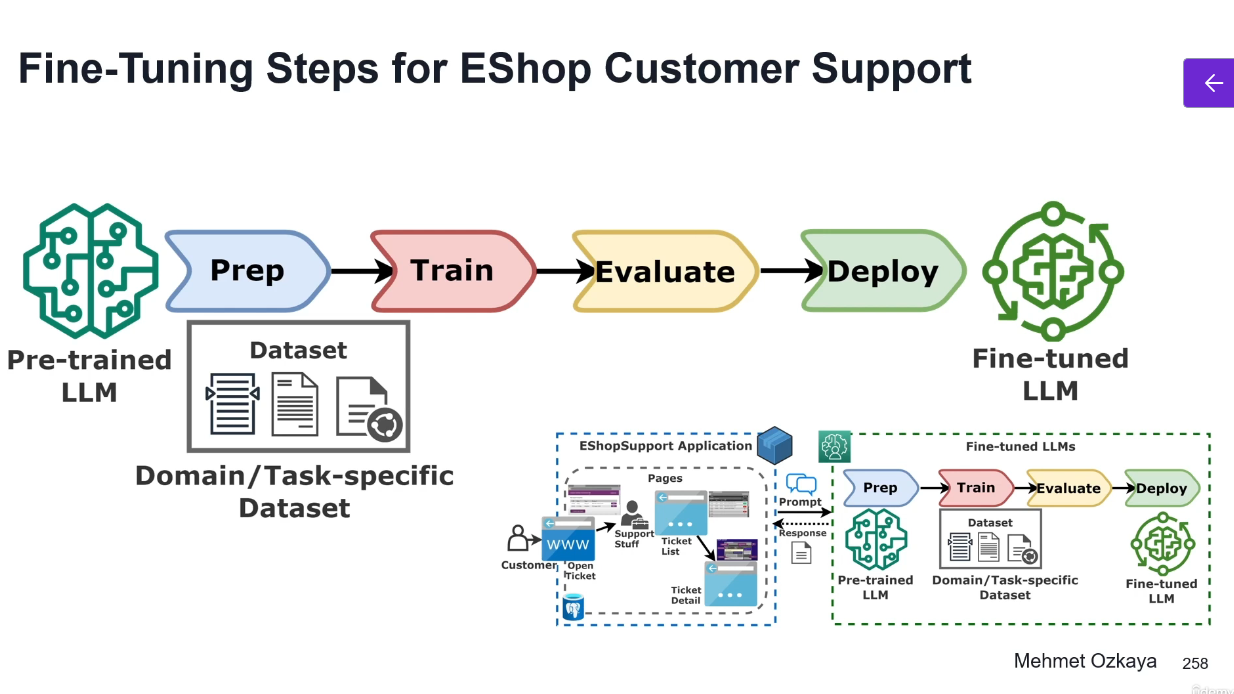 Fine-Tuning Steps for EShop Customer Support
Prep
Train
Evaluate
Deploy
Pre-trained
LLM
Dataset
Domain/Task-specific
Dataset
Fine-tuned
LLM
EShopSupport Application
Pages
Customer
WWW
Open
Ticket
Support
Stuff
Ticket
List
Ticket
Detail
Prompt
Response
Fine-tuned LLMs
Prep
Train
Evaluate
Deploy
Pre-trained
LLM
Dataset
Domain/Task-specific
Dataset
Fine-tuned
LLM
Mehmet Ozkaya
258